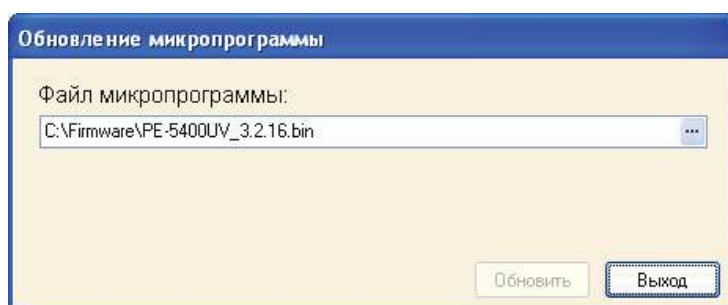 Обновление микропрограммы
Файл микропрограммы:
C:\Firmware\PE-5400UV_3.2.16.bin
...
Обновить
Выход